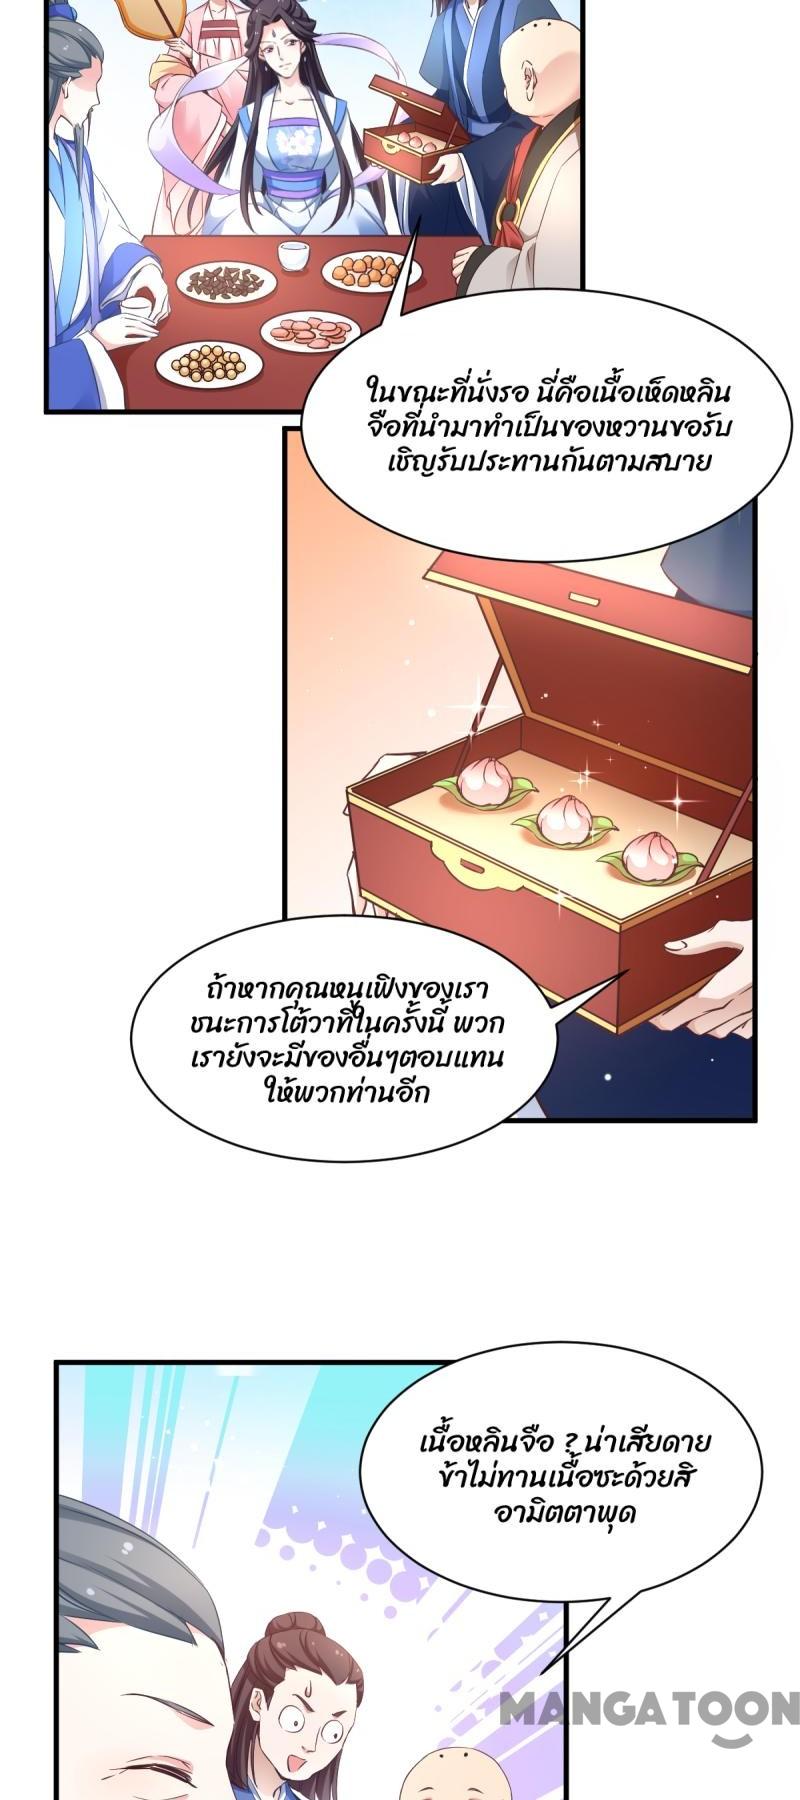 ในขณะที่นั่งรอ นี่คือเนื้อเห็ดหลิน
จือที่นำมาทำเป็นของหวานขอรับ
เชิญรับประทานกันตามสบาย
ถ้าหากคุณหนูเฟิงของเรา
ชนะการโต้วาทีในครั้งนี้ พวก
เรายังจะมีของอื่นๆตอบแทน
ให้พวกท่านอีก
เนื้อหลินจือ ? น่าเสียดาย
ข้าไม่ทานเนื้อซะด้วยสิ
อามิตตาพุด
MANGATOON